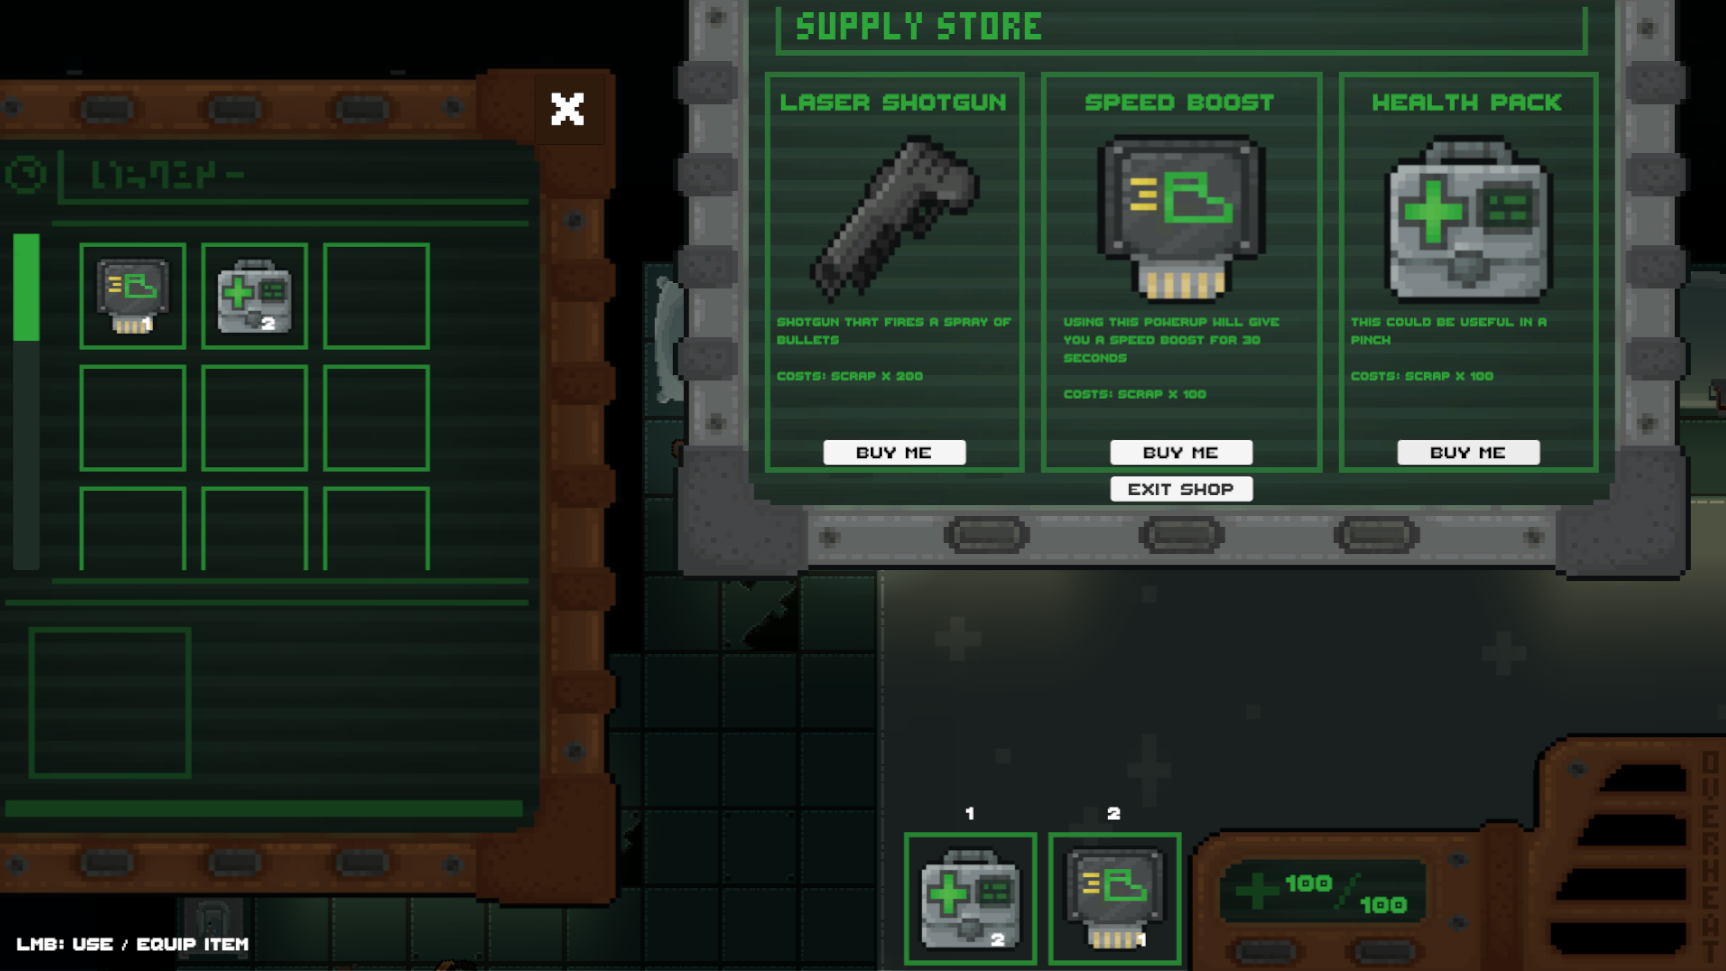 SUPPLY STORE
LASER SHOTGUN
SHOTGUN THAT FIRES A SPRAY OF
BULLETS
COSTS: SCRAP X 200
BUY ME
SPEED BOOST
USING THIS POWERUP WILL GIVE
YOU A SPEED BOOST FOR 30
SECONDS
COSTS: SCRAP X 100
BUY ME
HEALTH PACK
THIS COULD BE USEFUL IN A
PINCH
COSTS: SCRAP X 100
BUY ME
EXIT SHOP
1
2
1
2
2
1
100 / 100
OVERHEAT
LMB: USE / EQUIP ITEM